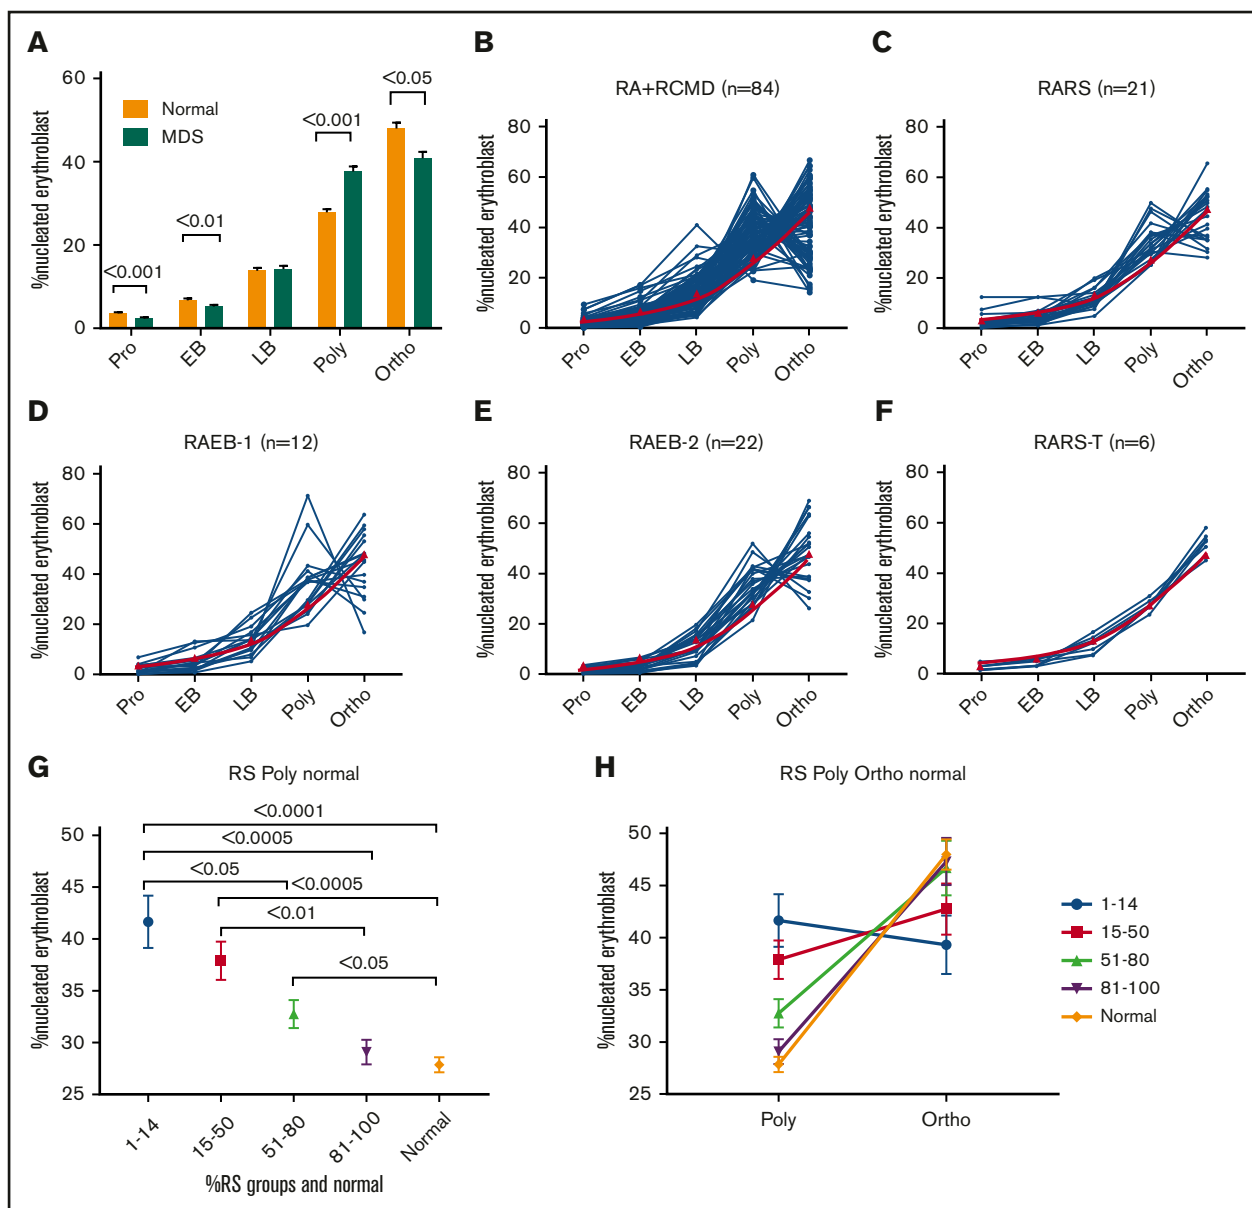 A
60
40
20
0
%nucleated erythroblast
Normal
MDS
<0.001
<0.01
<0.001
<0.05
Pro
EB
LB
Poly
Ortho
B
RA+RCMD (n=84)
80
60
40
20
0
%nucleated erythroblast
Pro
EB
LB
Poly
Ortho
C
RARS (n=21)
80
60
40
20
0
%nucleated erythroblast
Pro
EB
LB
Poly
Ortho
D
RAEB-1 (n=12)
80
60
40
20
0
%nucleated erythroblast
Pro
EB
LB
Poly
Ortho
E
RAEB-2 (n=22)
80
60
40
20
0
%nucleated erythroblast
Pro
EB
LB
Poly
Ortho
F
RARS-T (n=6)
80
60
40
20
0
%nucleated erythroblast
Pro
EB
LB
Poly
Ortho
G
RS Poly normal
50
45
40
35
30
25
%nucleated erythroblast
<0.0001
<0.0005
<0.05
<0.0005
<0.01
<0.05
1-14
15-50
51-80
81-100
Normal
%RS groups and normal
H
RS Poly Ortho normal
50
45
40
35
30
25
%nucleated erythroblast
Poly
Ortho
1-14
15-50
51-80
81-100
Normal